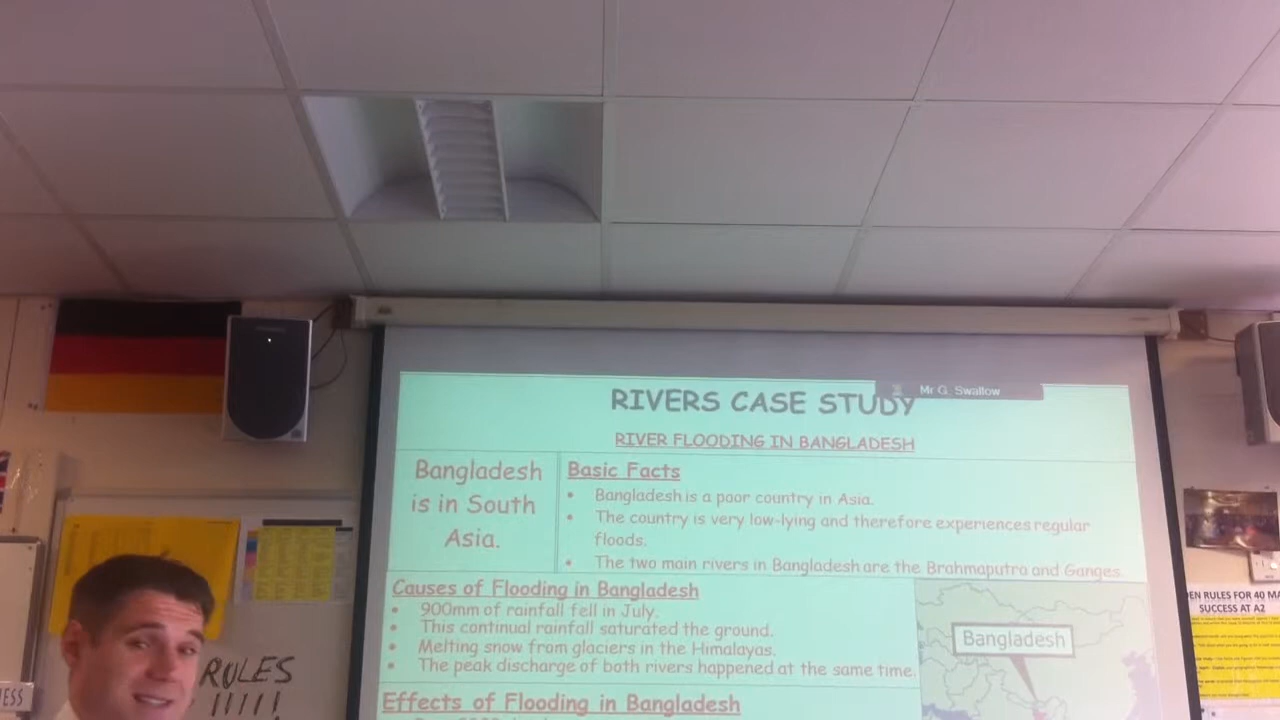 RIVERS CASE STUDY
Mr G. Swallow
RIVER FLOODING IN BANGLADESH
Bangladesh
is in South
Asia.
Basic Facts
• Bangladesh is a poor country in Asia.
• The country is very low-lying and therefore experiences regular
floods.
• The two main rivers in Bangladesh are the Brahmaputra and Ganges.
Causes of Flooding in Bangladesh
• 900mm of rainfall fell in July.
• This continual rainfall saturated the ground.
• Melting snow from glaciers in the Himalayas.
• The peak discharge of both rivers happened at the same time.
Bangladesh
Effects of Flooding in Bangladesh
RULES
!!!!!
RULES FOR 40 MA
SUCCESS AT A2